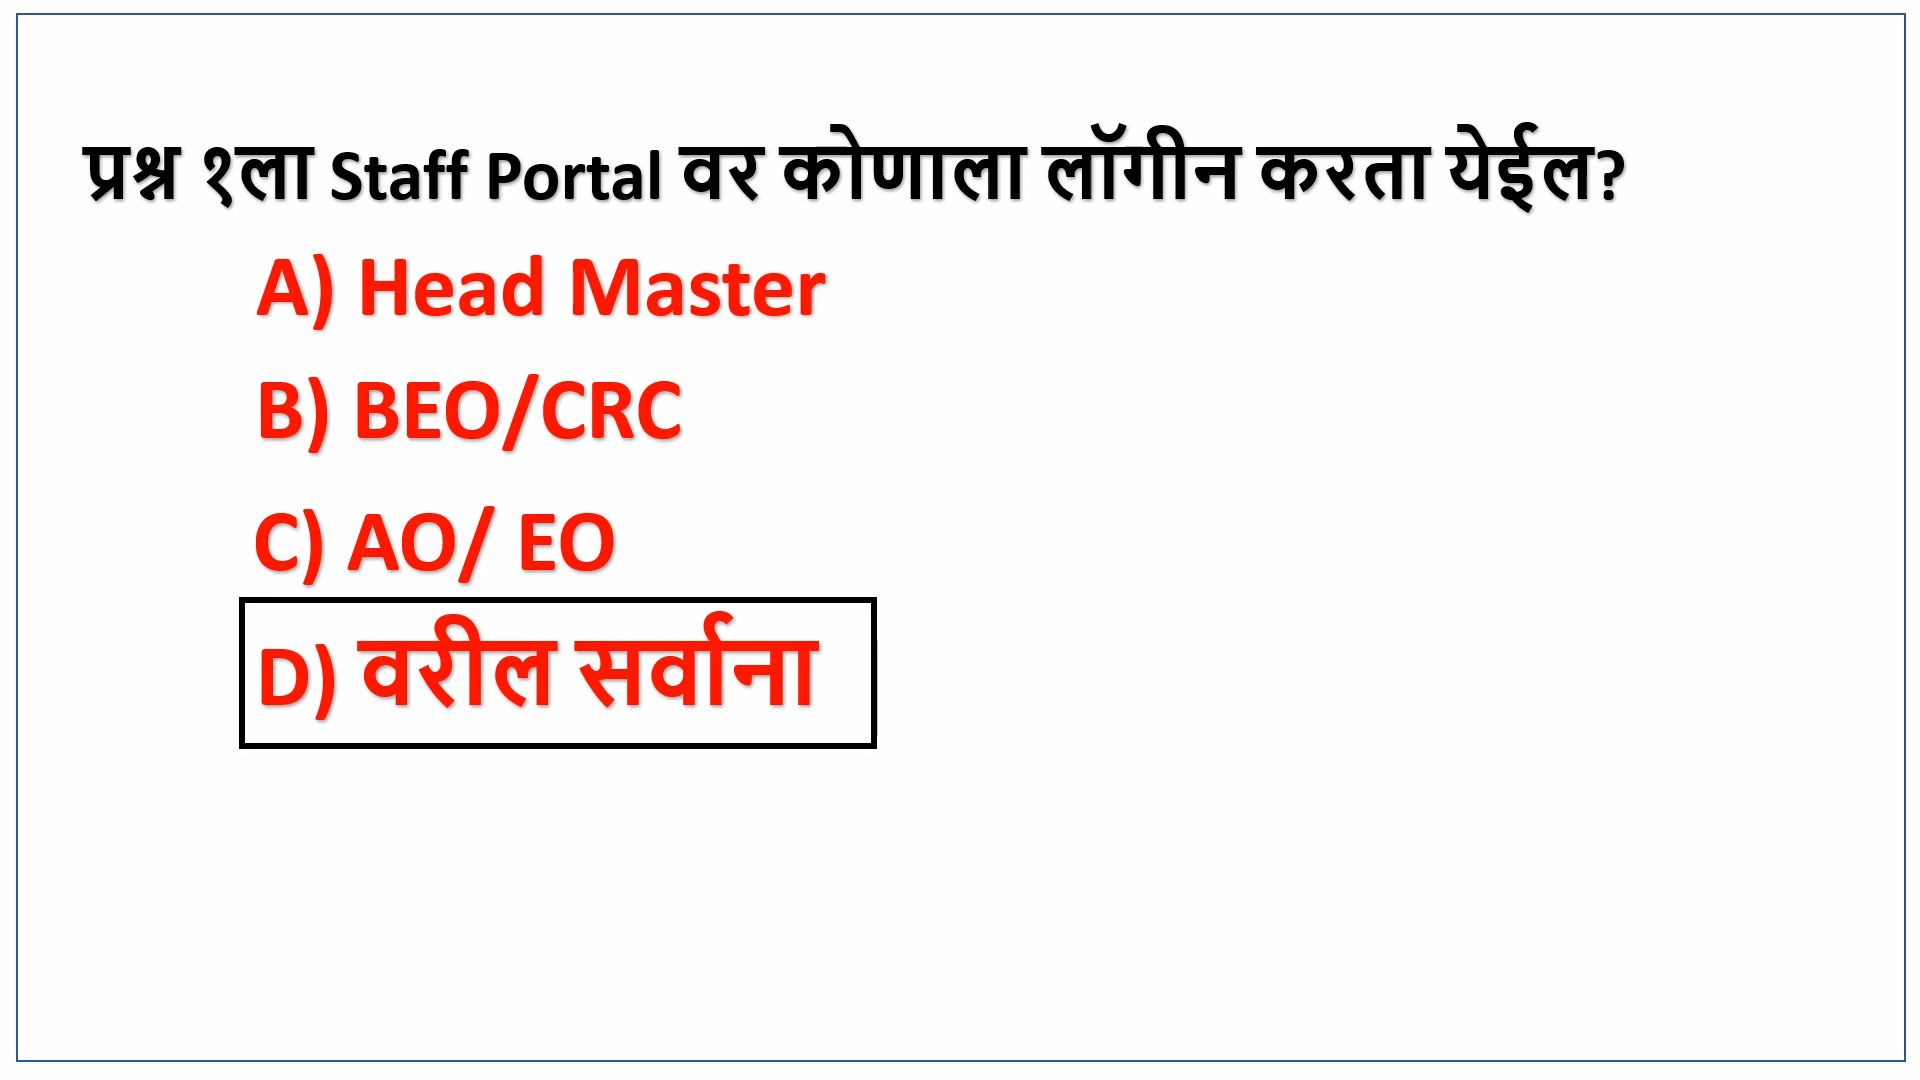 प्रश्न १ला Staff Portal वर कोणाला लॉगीन करता येईल?
A) Head Master
B) BEO/CRC
C) AO/ EO
D) वरील सर्वाना